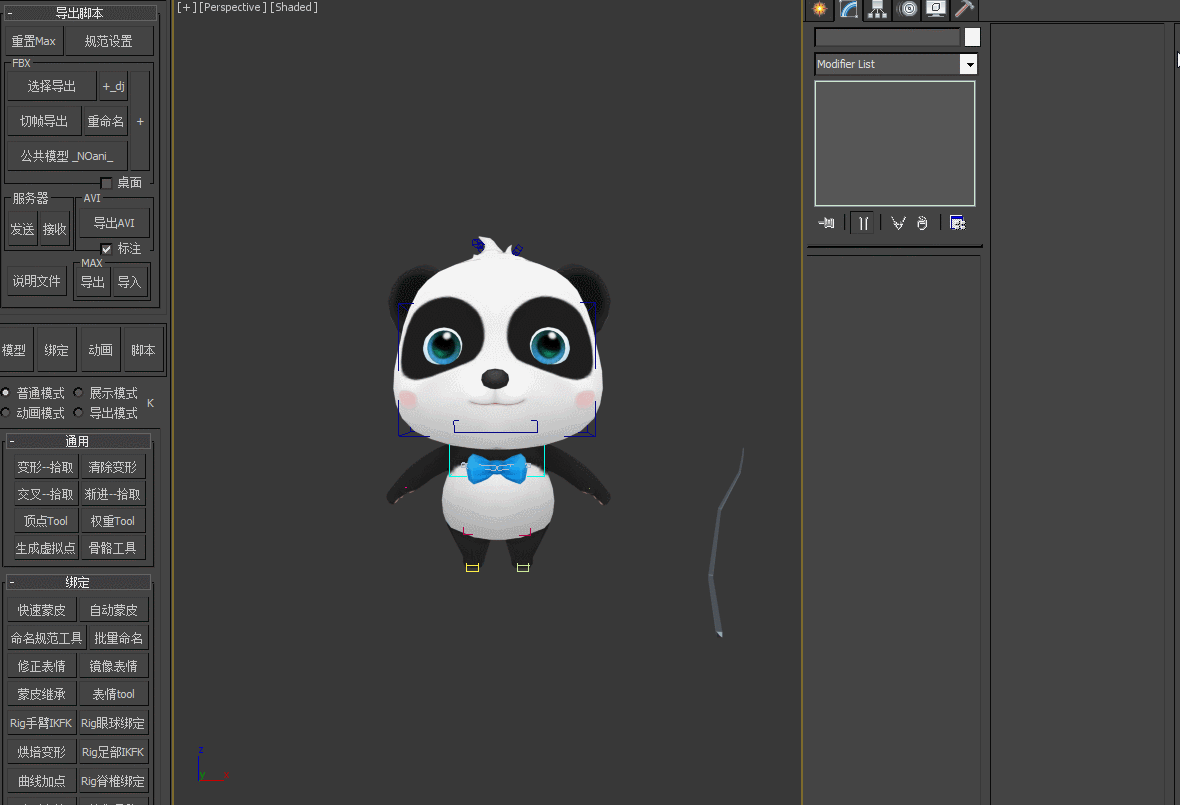 [+][Perspective][Shaded]
- 导出脚本
重置Max 规范设置
FBX
选择导出 +_dj
切帧导出 重命名 +
公共模型 _NOani_
桌面
服务器 AVI
发送 接收 导出AVI
标注
MAX
说明文件 导出 导入
模型 绑定 动画 脚本
普通模式 展示模式
动画模式 导出模式 K
- 通用
变形--拾取 清除变形
交叉--拾取 渐进--拾取
顶点Tool 权重Tool
生成虚拟点 骨骼工具
- 绑定
快速蒙皮 自动蒙皮
命名规范工具 批量命名
修正表情 镜像表情
蒙皮继承 表情tool
Rig手臂IKFK Rig眼球绑定
烘培变形 Rig足部IKFK
曲线加点 Rig脊椎绑定
Modifier List
z
y
x